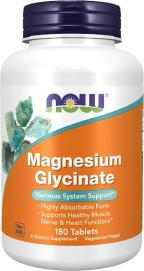 NOW
Magnesium
Glycinate
Nervous System Support*
• Highly Absorbable Form
• Supports Healthy Muscle,
Nerve & Heart Functions*
180 Tablets
A Dietary Supplement Vegetarian/Vegan